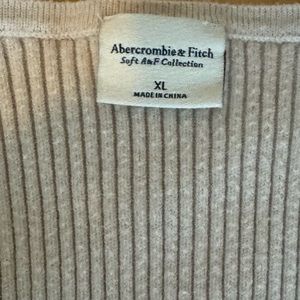 Abercrombie & Fitch
Soft A&F Collection
XL
MADE IN CHINA